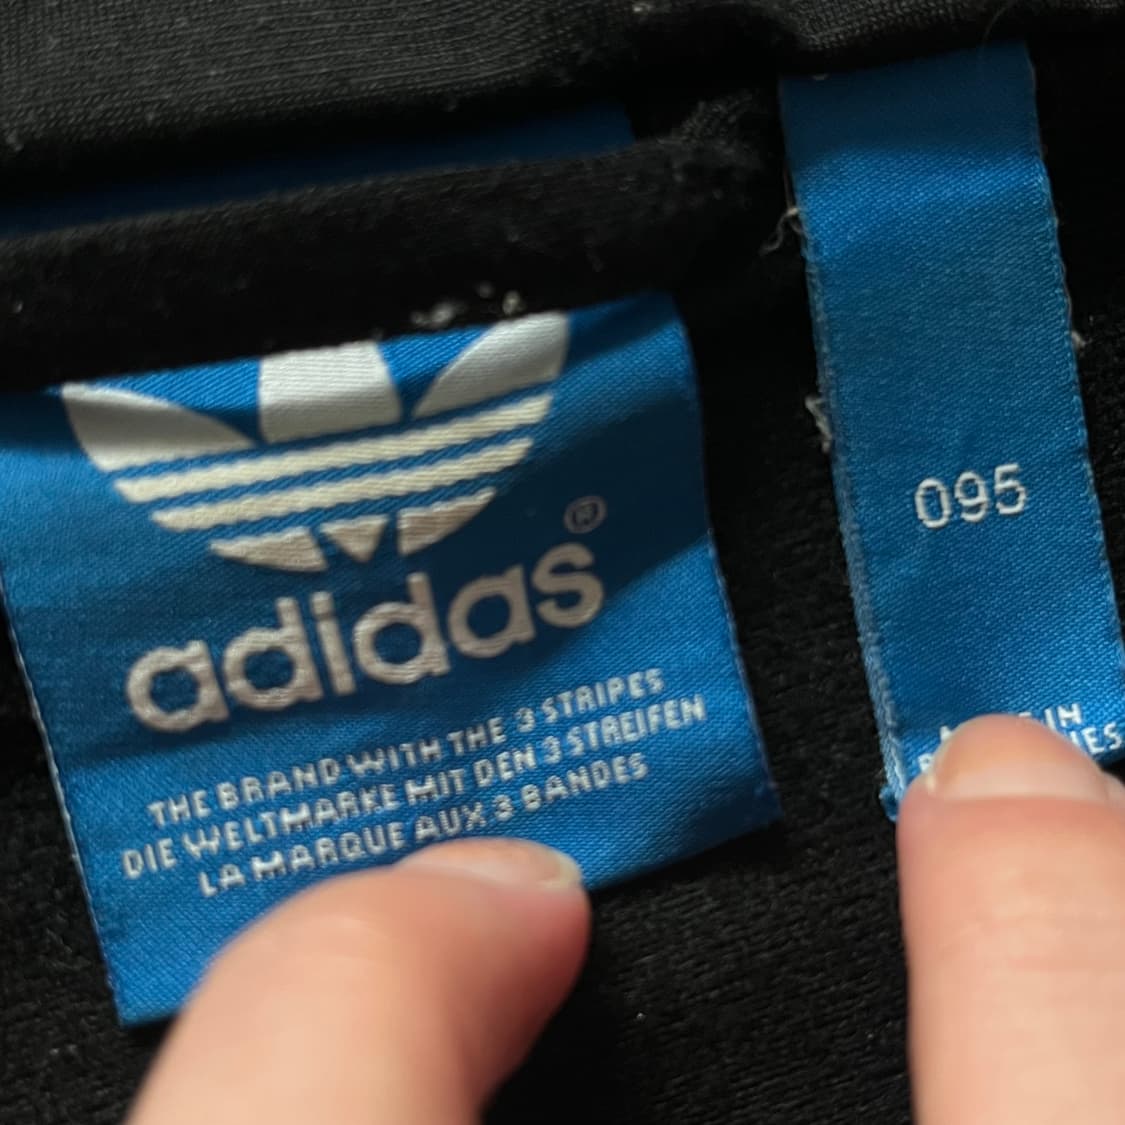 adidas®
THE BRAND WITH THE 3 STRIPES
DIE WELTMARKE MIT DEN 3 STREIFEN
LA MARQUE AUX 3 BANDES
095
IN